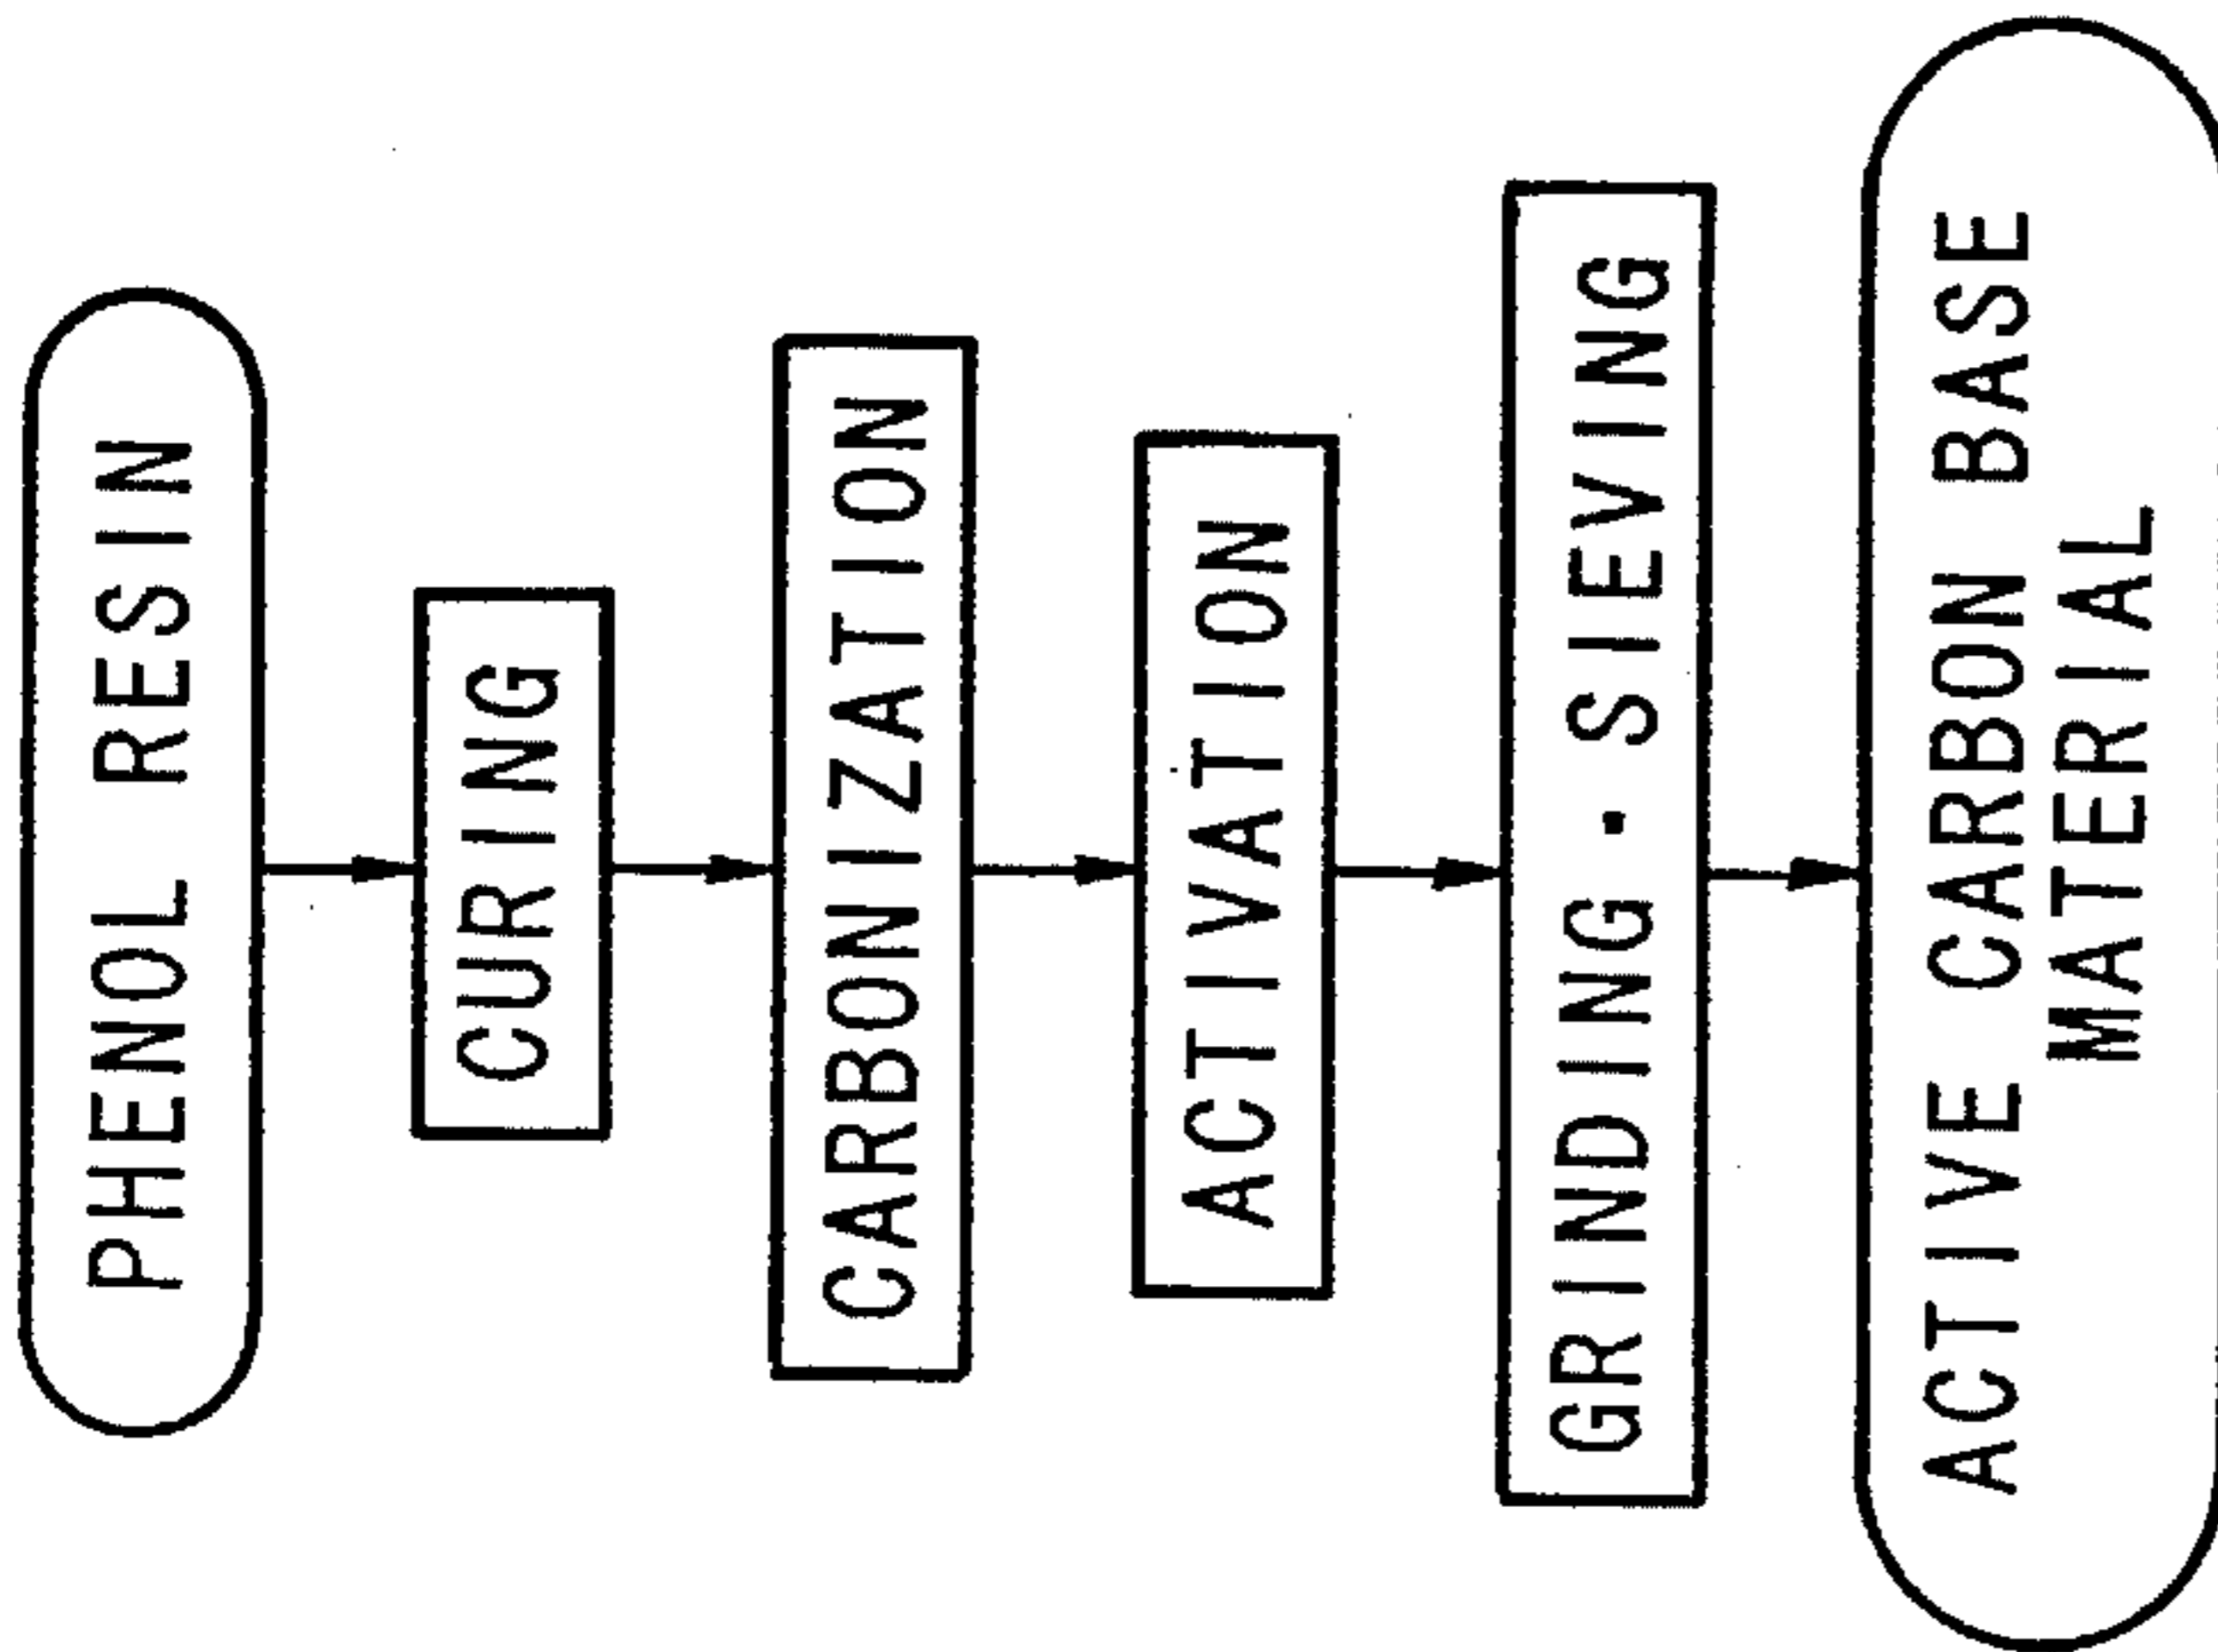 PHENOL RESIN
CURING
CARBONIZATION
ACTIVATION
GRINDING・SIEVING
ACTIVE CARBON BASE
MATERIAL